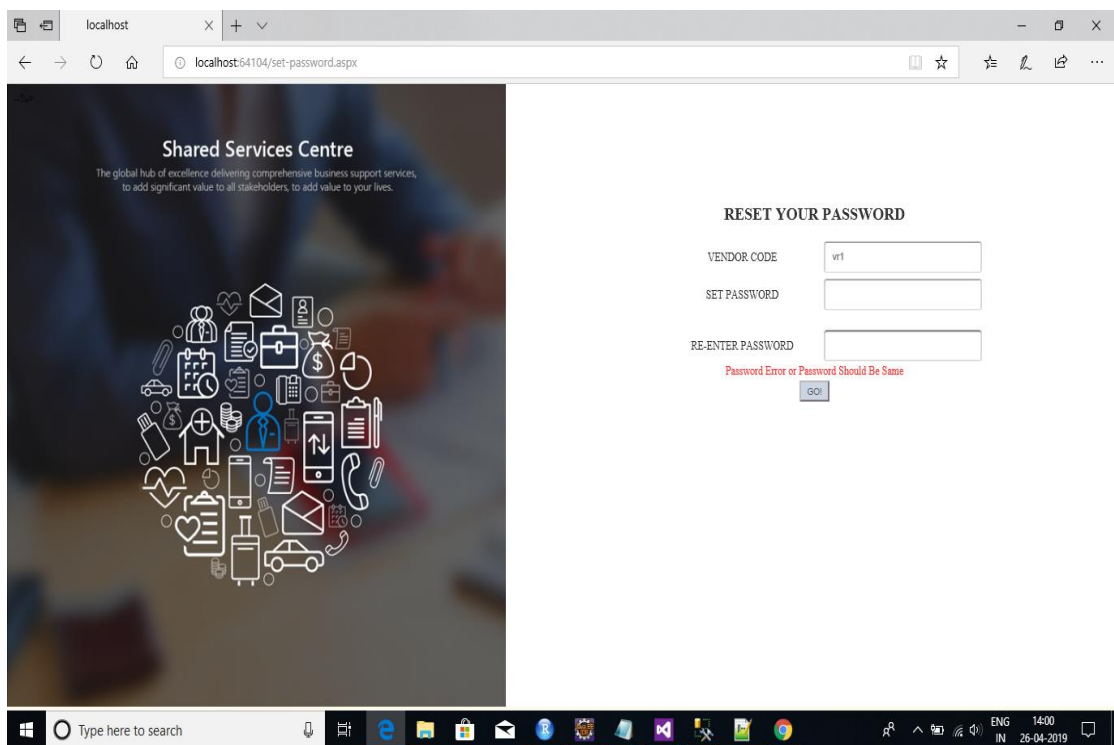 localhost
localhost:64104/set-password.aspx
Shared Services Centre
The global hub of excellence delivering comprehensive business support services,
to add significant value to all stakeholders, to add value to your lives.
RESET YOUR PASSWORD
VENDOR CODE
vr1
SET PASSWORD
RE-ENTER PASSWORD
Password Error or Password Should Be Same
GO!
Type here to search
ENG
IN
14:00
26-04-2019